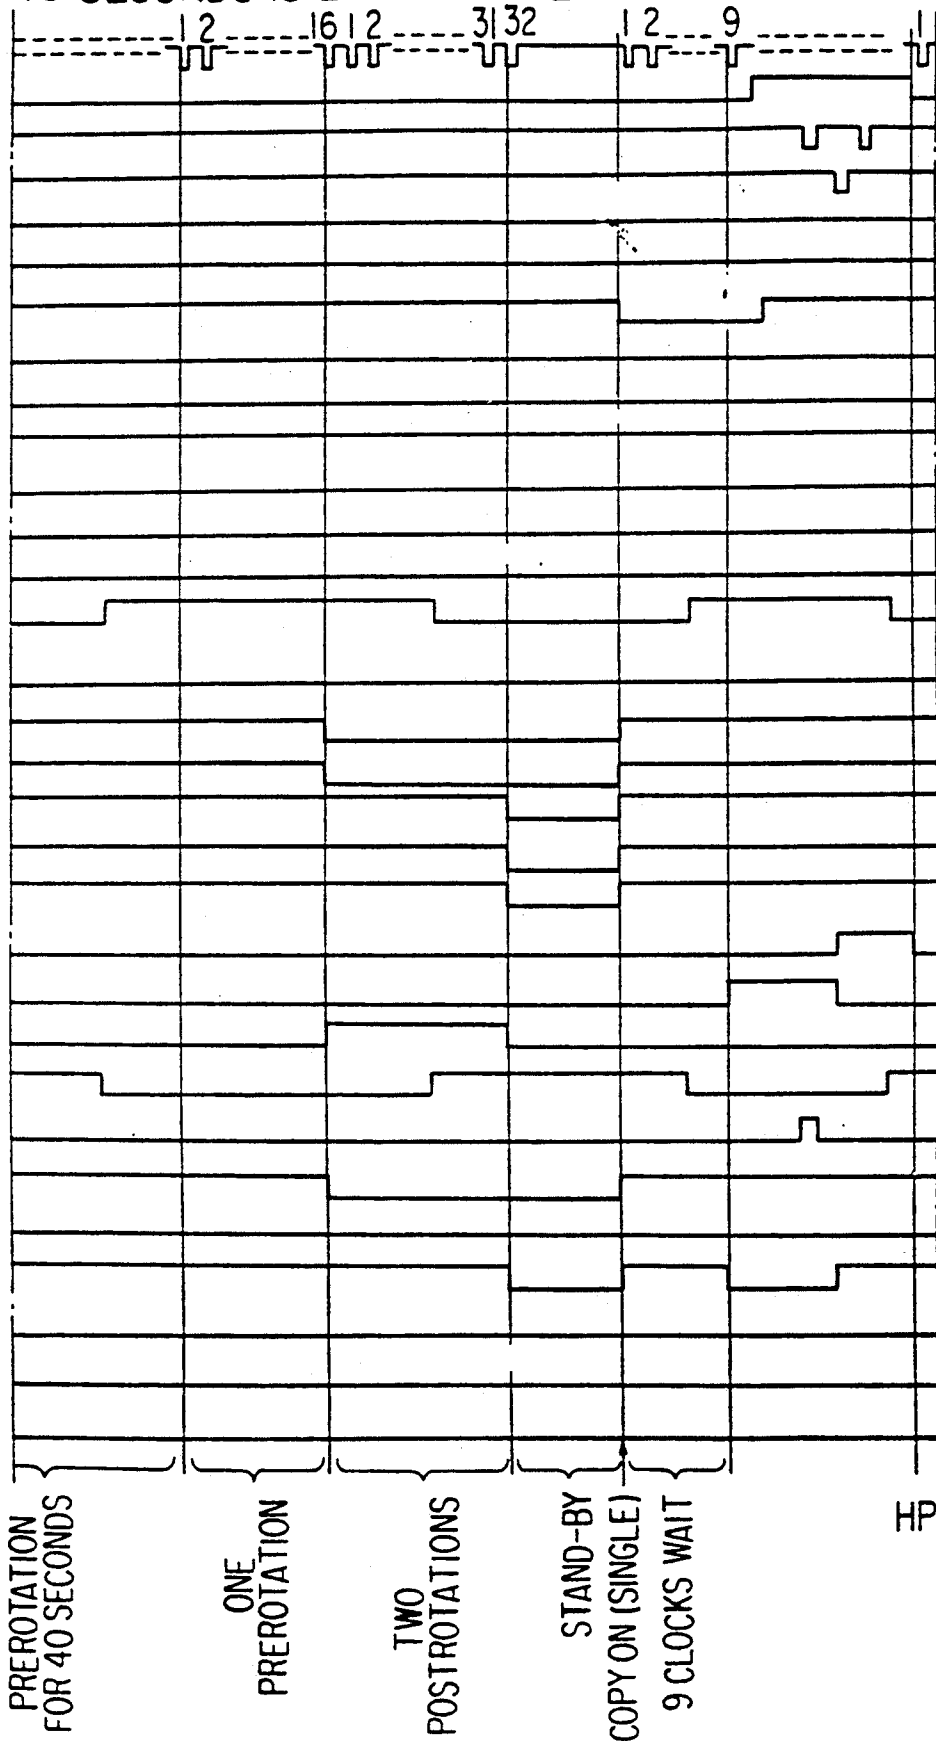 1 2 16 1 2 31 32 1 2 9 1
PREROTATION
FOR 40 SECONDS
ONE
PREROTATION
TWO
POSTROTATIONS
STAND-BY
COPY ON (SINGLE)
9 CLOCKS WAIT
HP